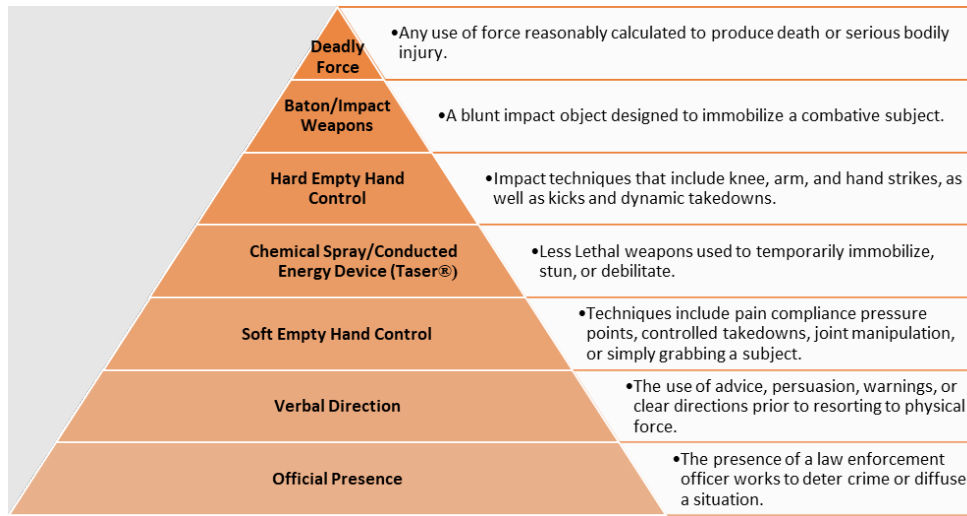 Deadly
Force
•Any use of force reasonably calculated to produce death or serious bodily
injury.
Baton/Impact
Weapons
•A blunt impact object designed to immobilize a combative subject.
Hard Empty Hand
Control
•Impact techniques that include knee, arm, and hand strikes, as
well as kicks and dynamic takedowns.
Chemical Spray/Conducted
Energy Device (Taser®)
•Less Lethal weapons used to temporarily immobilize,
stun, or debilitate.
Soft Empty Hand Control
•Techniques include pain compliance pressure
points, controlled takedowns, joint manipulation,
or simply grabbing a subject.
Verbal Direction
•The use of advice, persuasion, warnings, or
clear directions prior to resorting to physical
force.
Official Presence
•The presence of a law enforcement
officer works to deter crime or diffuse
a situation.